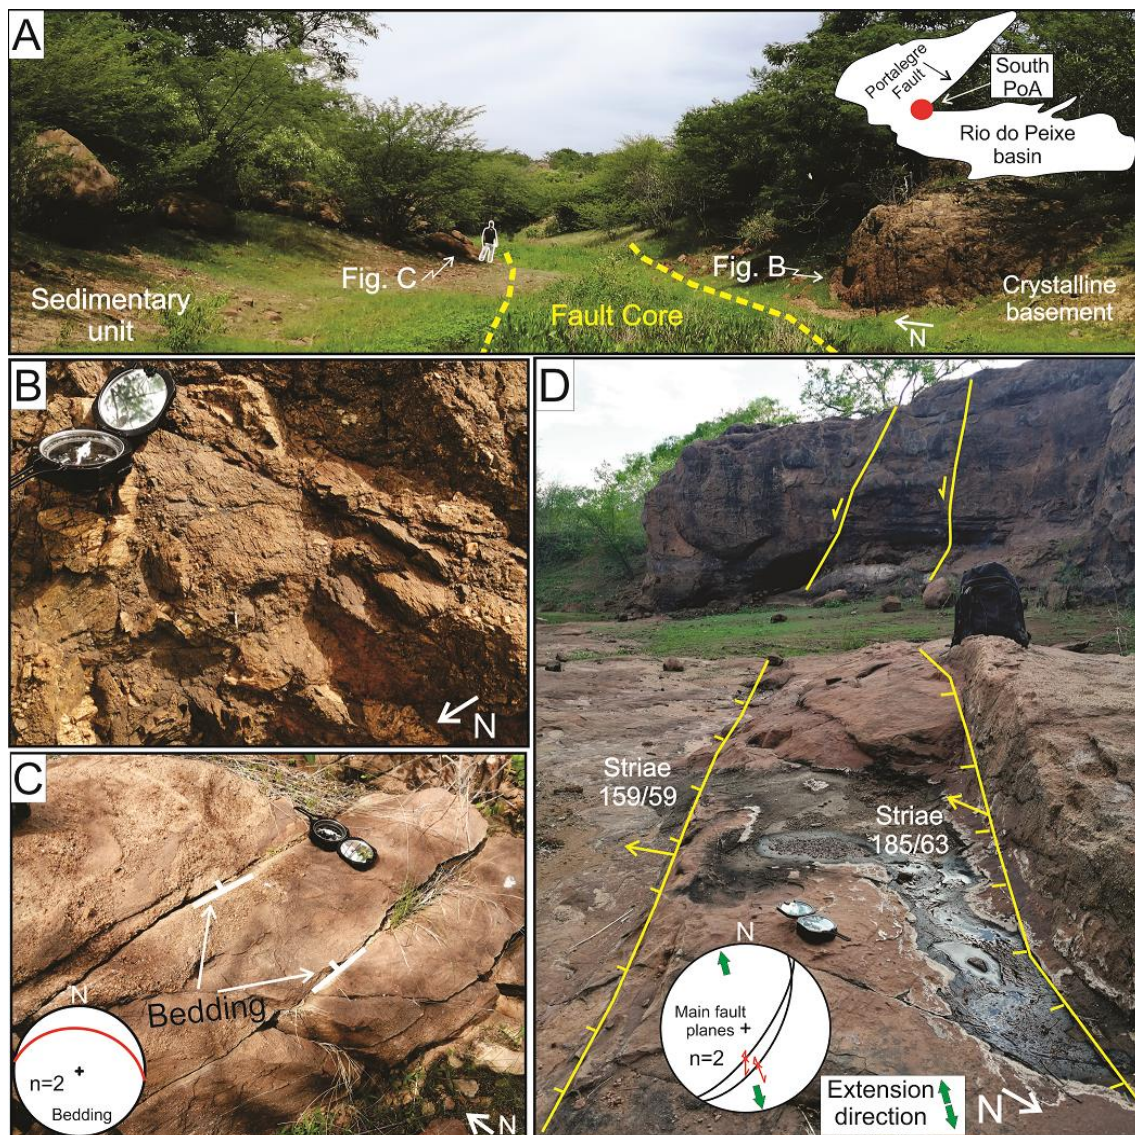 A
Portalegre
Fault
South
PoA
Rio do Peixe
basin
Fig. C
Fig. B
Sedimentary
unit
Fault Core
Crystalline
basement
N
B
N
C
Bedding
N
n=2
Bedding
N
D
Striae
159/59
Striae
185/63
N
Main fault
planes
n=2
Extension
direction
N